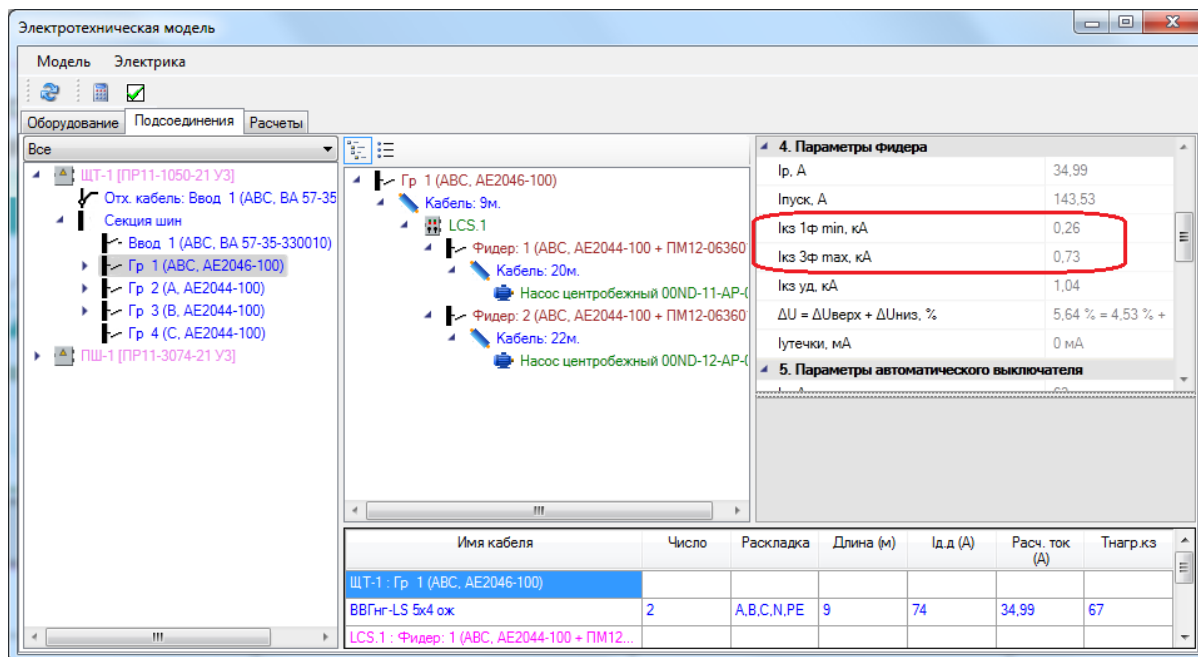 Электротехническая модель
Модель Электрика
Оборудование Подсоединения Расчеты
Все
ЩТ-1 [ПР11-1050-21 У3]
Отх. кабель: Ввод 1 (ABC, ВА 57-35
Секция шин
Ввод 1 (ABC, ВА 57-35-330010)
Гр 1 (ABC, АЕ2046-100)
Гр 2 (A, АЕ2044-100)
Гр 3 (B, АЕ2044-100)
Гр 4 (C, АЕ2044-100)
ПШ-1 [ПР11-3074-21 У3]
Гр 1 (ABC, АЕ2046-100)
Кабель: 9м.
LCS.1
Фидер: 1 (ABC, АЕ2044-100 + ПМ12-06360
Кабель: 20м.
Насос центробежный 00ND-11-AP-0
Фидер: 2 (ABC, АЕ2044-100 + ПМ12-06360
Кабель: 22м.
Насос центробежный 00ND-12-AP-0
4. Параметры фидера
Iр, А 34,99
Iпуск, А 143,53
Iкз 1ф min, кА 0,26
Iкз 3ф max, кА 0,73
Iкз уд, кА 1,04
ΔU = ΔUверх + ΔUниз, % 5,64 % = 4,53 % +
Iутечки, мА 0 мА
5. Параметры автоматического выключателя
Имя кабеля Число Раскладка Длина (м) Iд.д (А) Расч. ток (А) Тнагр.кз
ЩТ-1 : Гр 1 (ABC, АЕ2046-100)
ВВГнг-LS 5x4 ож 2 A,B,C,N,PE 9 74 34,99 67
LCS.1 : Фидер: 1 (ABC, АЕ2044-100 + ПМ12...